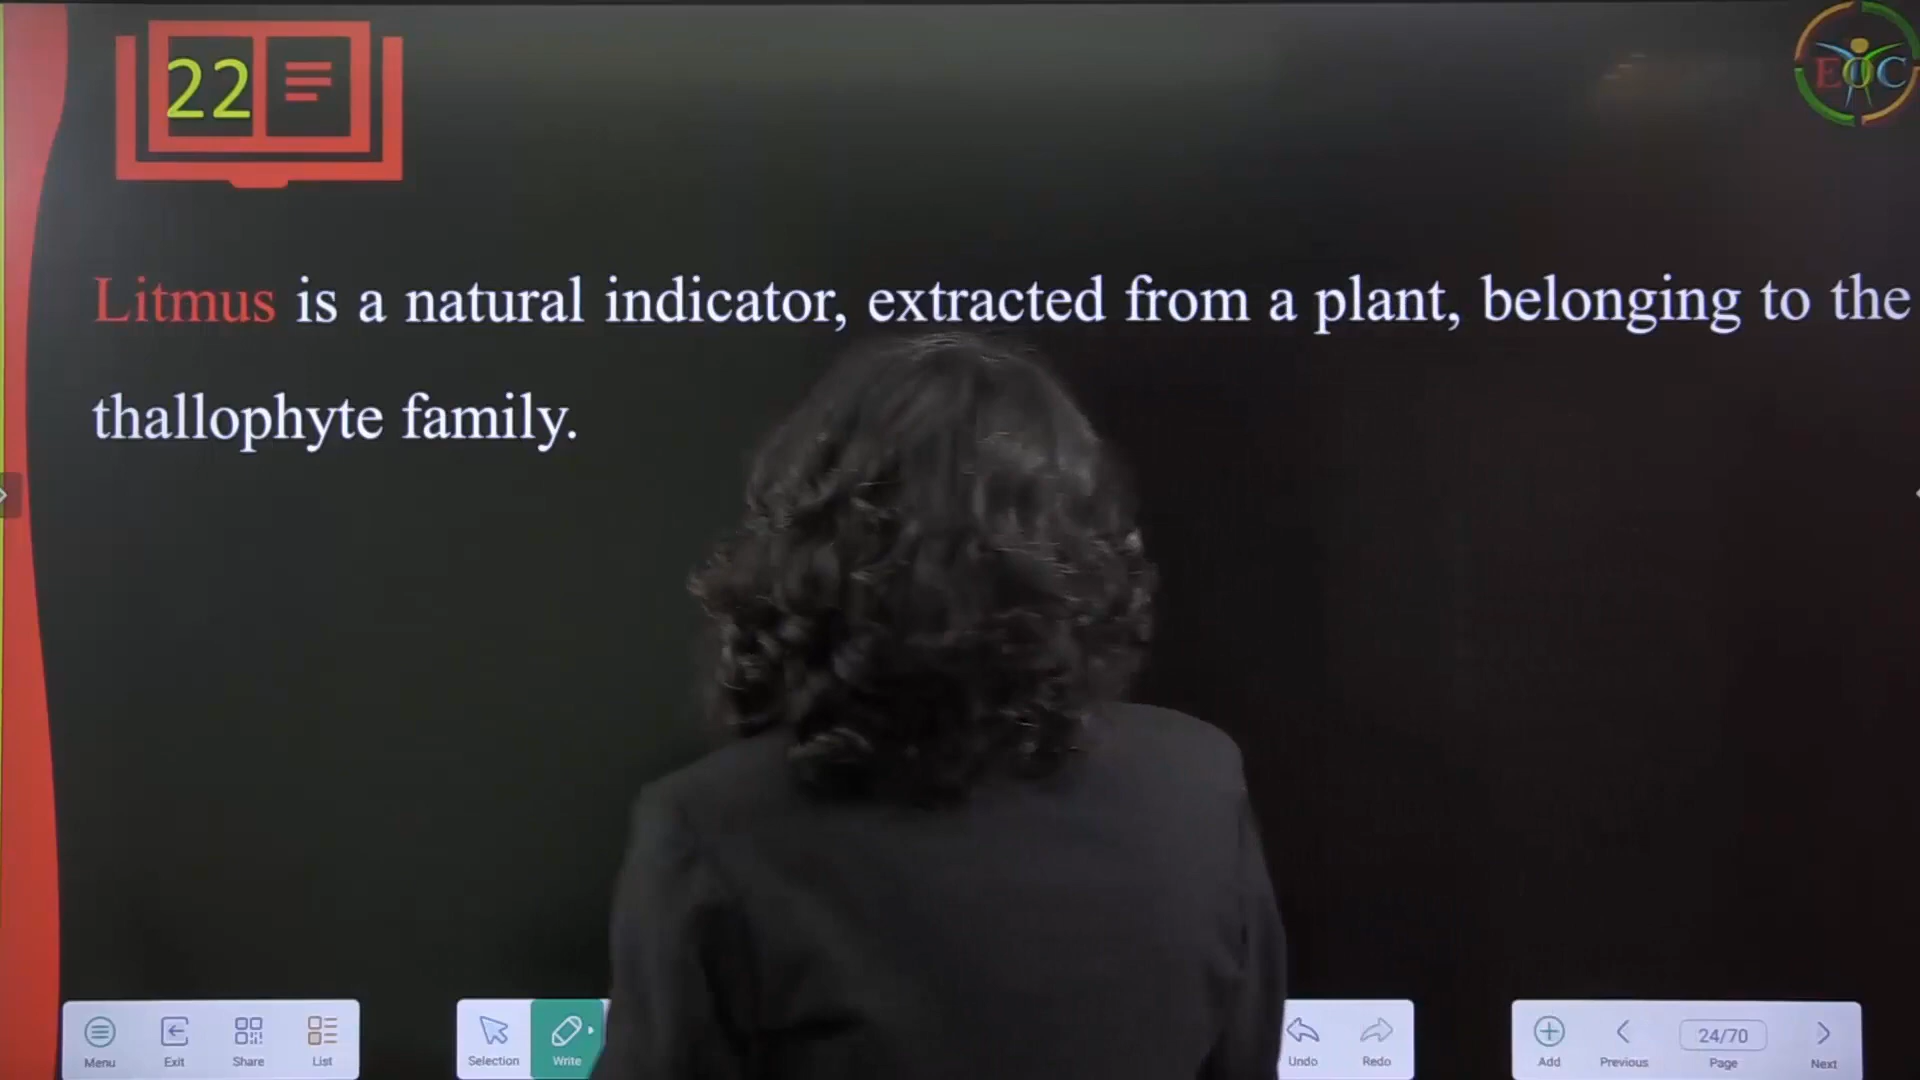 22
EOC
Litmus is a natural indicator, extracted from a plant, belonging to the
thallophyte family.
Menu
Exit
Share
List
Selection
Write
Undo
Redo
Add
Previous
24/70
Page
Next